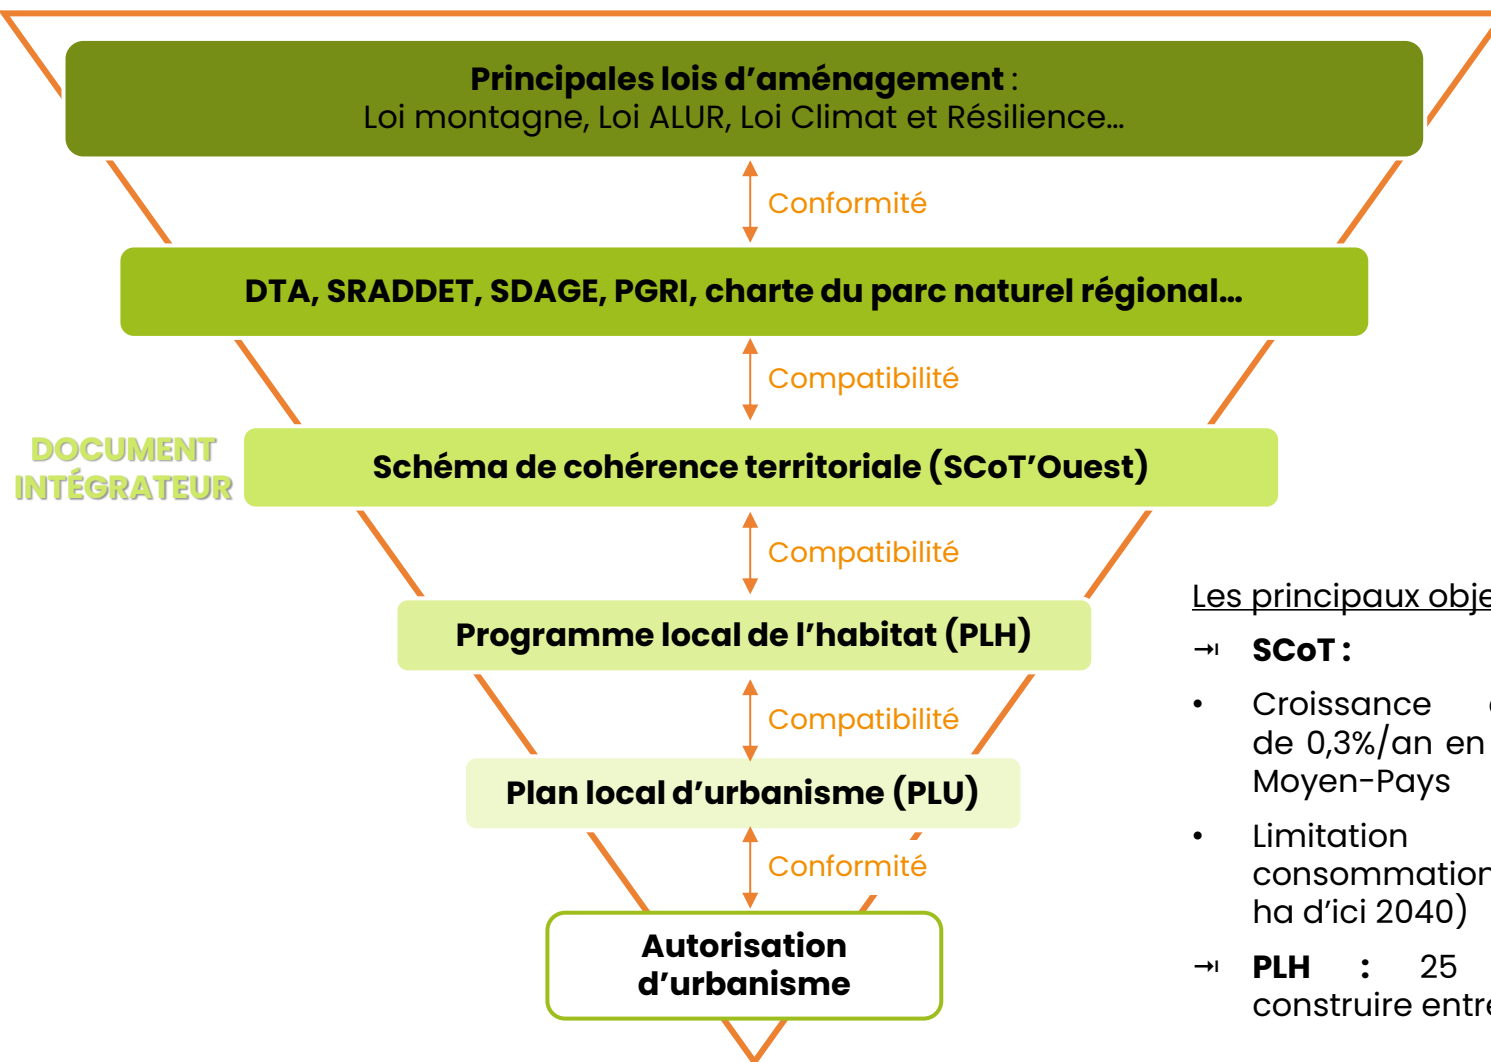 Principales lois d’aménagement :
Loi montagne, Loi ALUR, Loi Climat et Résilience…
Conformité
DTA, SRADDET, SDAGE, PGRI, charte du parc naturel régional…
Compatibilité
DOCUMENT
INTÉGRATEUR
Schéma de cohérence territoriale (SCoT’Ouest)
Compatibilité
Programme local de l’habitat (PLH)
Compatibilité
Plan local d’urbanisme (PLU)
Conformité
Autorisation
d’urbanisme
Les principaux
→ SCoT :
• Croissance
de 0,3%/an en
Moyen-Pays
• Limitation
consommation
ha d’ici 2040)
→ PLH : 25
construire entre